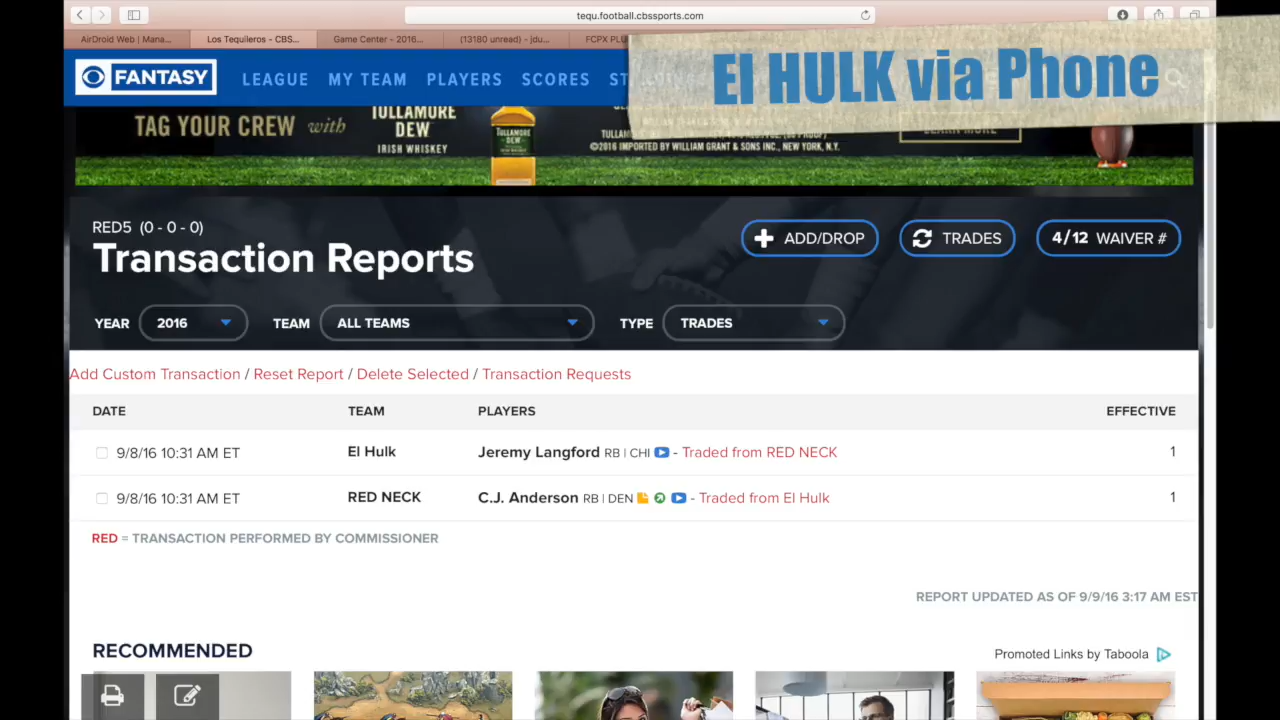 tequ.football.cbssports.com
AirDroid Web | Mana...
Los Tequileros – CBS...
Game Center – 2016...
(13180 unread) – jdu...
FCPX PLU
El HULK via Phone
FANTASY
LEAGUE
MY TEAM
PLAYERS
SCORES
TAG YOUR CREW with
TULLAMORE
DEW
IRISH WHISKEY
©2016 IMPORTED BY WILLIAM GRANT & SONS INC., NEW YORK, N.Y.
LEARN MORE
RED5 (0 - 0 - 0)
Transaction Reports
ADD/DROP
TRADES
4/12 WAIVER #
YEAR 2016 TEAM ALL TEAMS TYPE TRADES
Add Custom Transaction / Reset Report / Delete Selected / Transaction Requests
DATE TEAM PLAYERS EFFECTIVE
9/8/16 10:31 AM ET El Hulk Jeremy Langford RB | CHI - Traded from RED NECK 1
9/8/16 10:31 AM ET RED NECK C.J. Anderson RB | DEN - Traded from El Hulk 1
RED = TRANSACTION PERFORMED BY COMMISSIONER
REPORT UPDATED AS OF 9/9/16 3:17 AM EST
RECOMMENDED
Promoted Links by Taboola